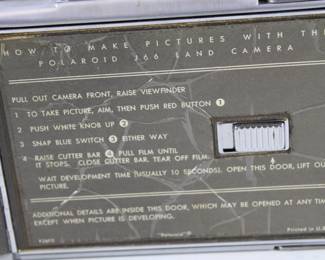 HOW TO MAKE PICTURES WITH THE
POLAROID J66 LAND CAMERA
PULL OUT CAMERA FRONT, RAISE VIEWFINDER
1 TO TAKE PICTURE, AIM, THEN PUSH RED BUTTON 1
2 PUSH WHITE KNOB UP 2
3 SNAP BLUE SWITCH 3 EITHER WAY
4 RAISE CUTTER BAR 4 PULL FILM UNTIL
IT STOPS. CLOSE CUTTER BAR, TEAR OFF FILM.
WAIT DEVELOPMENT TIME (USUALLY 10 SECONDS). OPEN THIS DOOR, LIFT OUT
PICTURE.
ADDITIONAL DETAILS ARE INSIDE THIS DOOR, WHICH MAY BE OPENED AT ANY TIME
EXCEPT WHEN PICTURE IS DEVELOPING.
"Polaroid"®
Printed in U.S